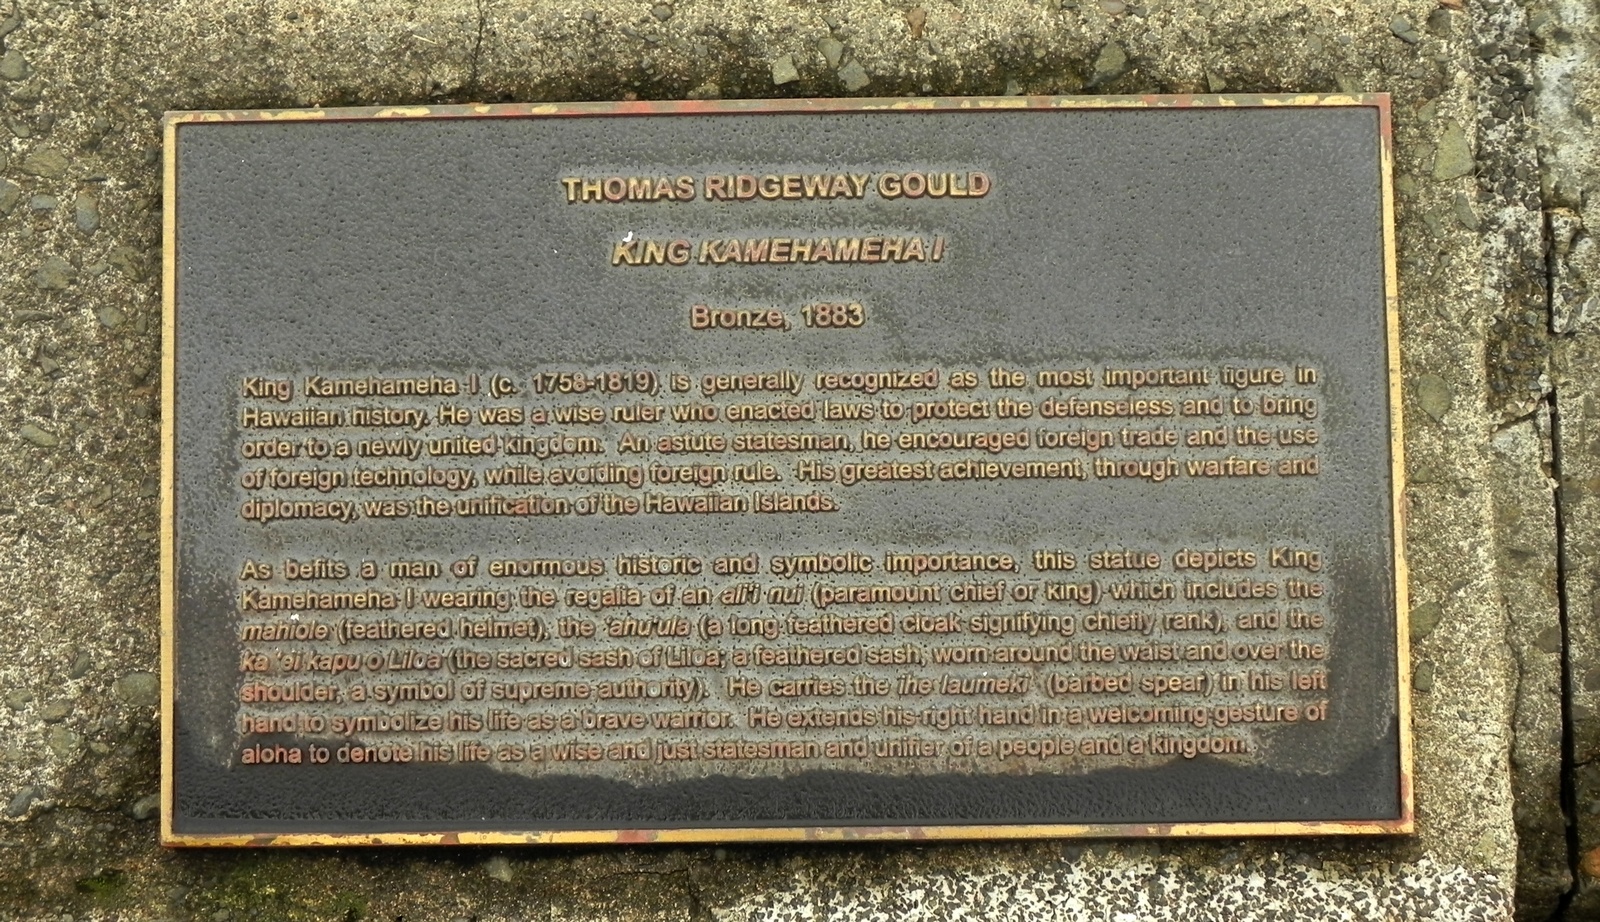 THOMAS RIDGEWAY GOULD
KING KAMEHAMEHA I
Bronze, 1883
King Kamehameha I (c. 1758-1819) is generally recognized as the most important figure in
Hawaiian history. He was a wise ruler who enacted laws to protect the defenseless and to bring
order to a newly united kingdom. An astute statesman, he encouraged foreign trade and the use
of foreign technology, while avoiding foreign rule. His greatest achievement, through warfare and
diplomacy, was the unification of the Hawaiian Islands.
As befits a man of enormous historic and symbolic importance, this statue depicts King
Kamehameha I wearing the regalia of an ali'i nui (paramount chief or king) which includes the
mahiole (feathered helmet), the 'ahu'ula (a long feathered cloak signifying chiefly rank), and the
ka 'ei kapu o Liloa (the sacred sash of Liloa; a feathered sash, worn around the waist and over the
shoulder, a symbol of supreme authority). He carries the ihe laumeki (barbed spear) in his left
hand to symbolize his life as a brave warrior. He extends his right hand in a welcoming gesture of
aloha to denote his life as a wise and just statesman and unifier of a people and a kingdom.